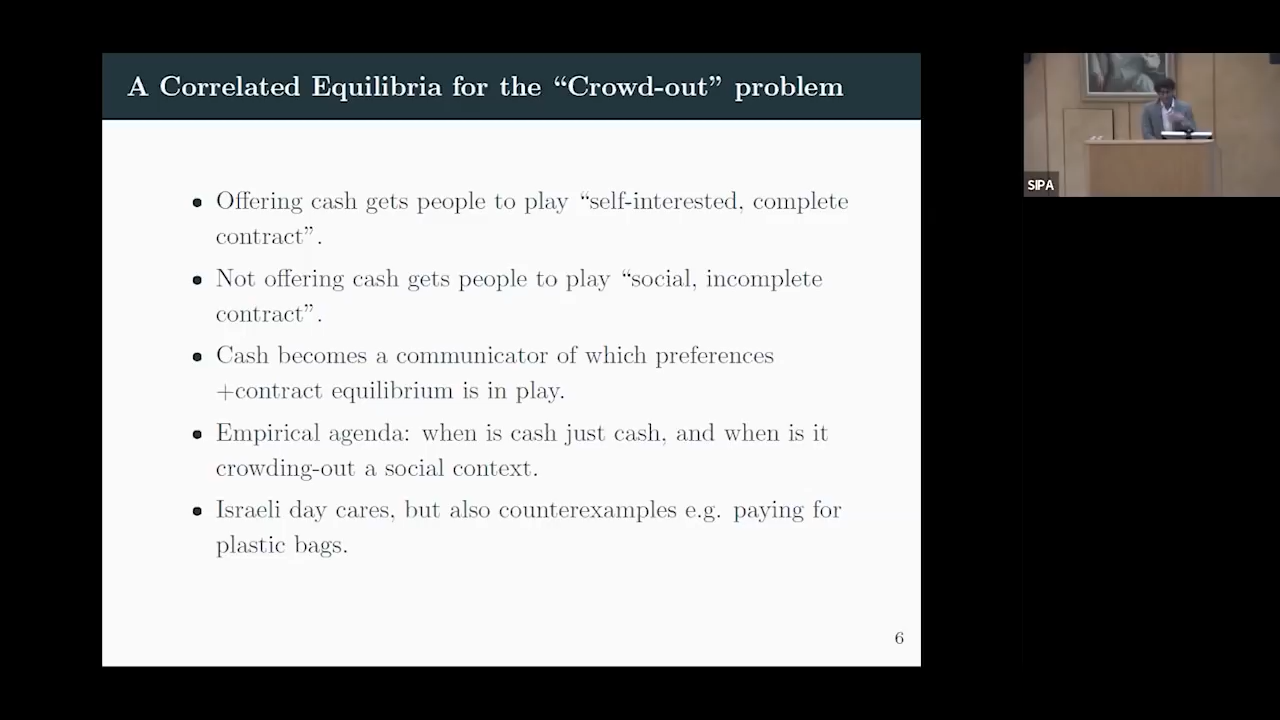 A Correlated Equilibria for the “Crowd-out” problem
• Offering cash gets people to play “self-interested, complete
contract”.
• Not offering cash gets people to play “social, incomplete
contract”.
• Cash becomes a communicator of which preferences
+contract equilibrium is in play.
• Empirical agenda: when is cash just cash, and when is it
crowding-out a social context.
• Israeli day cares, but also counterexamples e.g. paying for
plastic bags.
6
SIPA